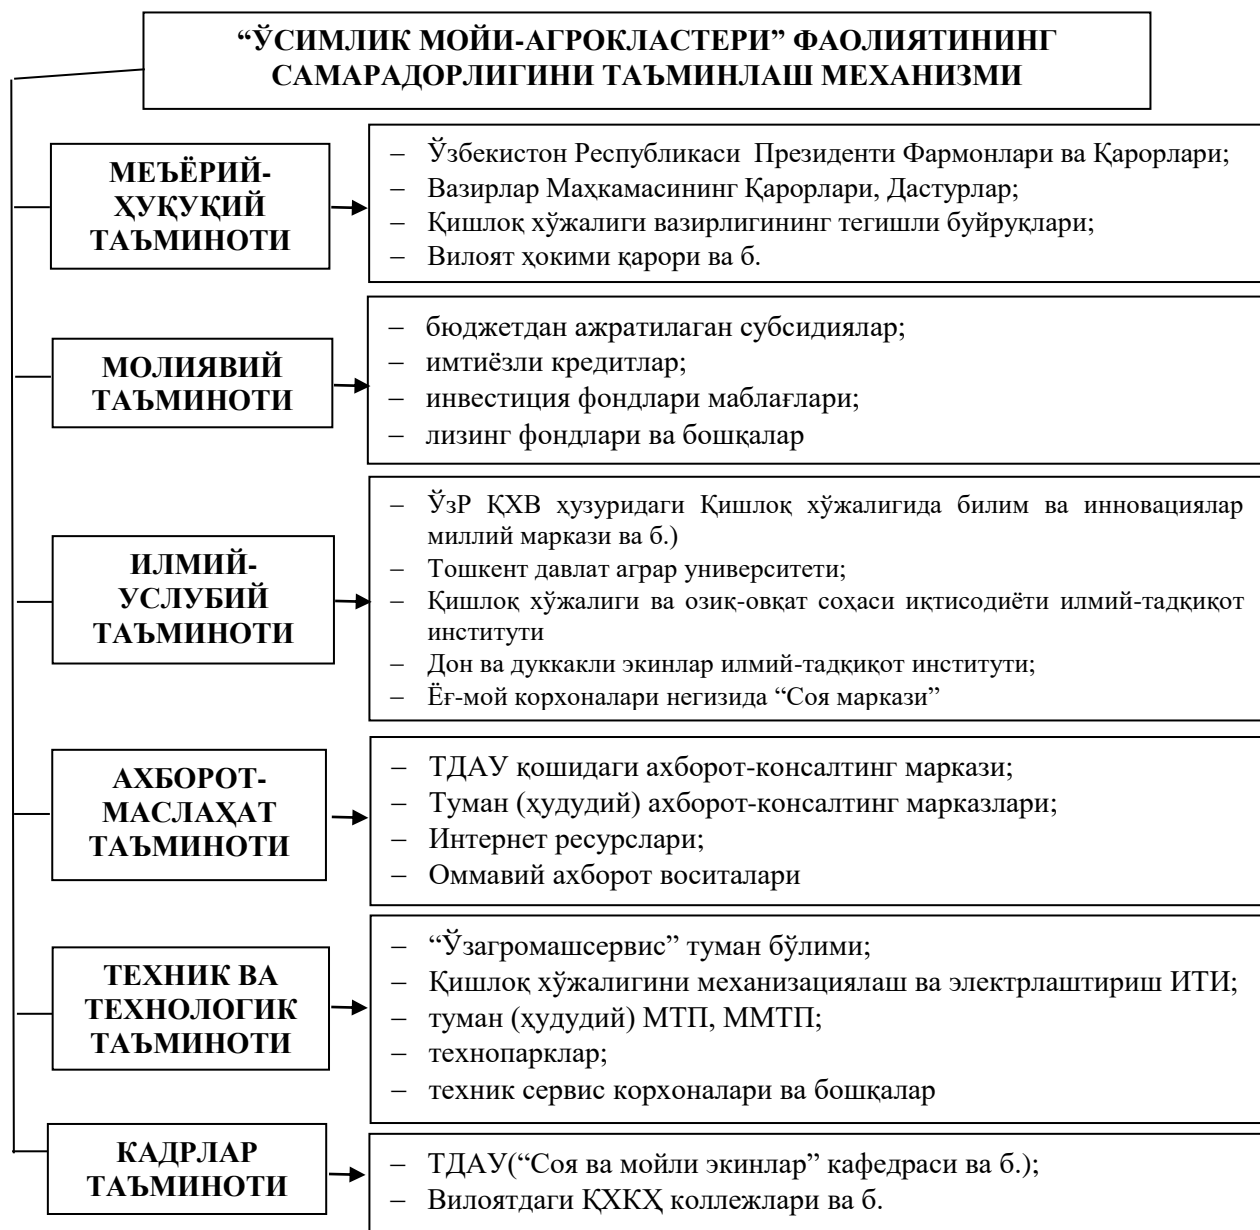 “ЎСИМЛИК МОЙИ-АГРОКЛАСТЕРИ” ФАОЛИЯТИНИНГ
САМАРАДОРЛИГИНИ ТАЪМИНЛАШ МЕХАНИЗМИ
МЕЪЁРИЙ-
ҲУҚУҚИЙ
ТАЪМИНОТИ
– Ўзбекистон Республикаси Президенти Фармонлари ва Қарорлари;
– Вазирлар Маҳкамасининг Қарорлари, Дастурлар;
– Қишлоқ хўжалиги вазирлигининг тегишли буйруқлари;
– Вилоят ҳокими қарори ва б.
МОЛИЯВИЙ
ТАЪМИНОТИ
– бюджетдан ажратилаган субсидиялар;
– имтиёзли кредитлар;
– инвестиция фондлари маблағлари;
– лизинг фондлари ва бошқалар
ИЛМИЙ-
УСЛУБИЙ
ТАЪМИНОТИ
– ЎзР ҚХВ ҳузуридаги Қишлоқ хўжалигида билим ва инновациялар
миллий маркази ва б.)
– Тошкент давлат аграр университети;
– Қишлоқ хўжалиги ва озиқ-овқат соҳаси иқтисодиёти илмий-тадқиқот
институти
– Дон ва дуккакли экинлар илмий-тадқиқот институти;
– Ёғ-мой корхоналари негизида “Соя маркази”
АХБОРОТ-
МАСЛАҲАТ
ТАЪМИНОТИ
– ТДАУ қошидаги ахборот-консалтинг маркази;
– Туман (ҳудудий) ахборот-консалтинг марказлари;
– Интернет ресурслари;
– Оммавий ахборот воситалари
ТЕХНИК ВА
ТЕХНОЛОГИК
ТАЪМИНОТИ
– “Ўзагромашсервис” туман бўлими;
– Қишлоқ хўжалигини механизациялаш ва электрлаштириш ИТИ;
– туман (ҳудудий) МТП, ММТП;
– технопарклар;
– техник сервис корхоналари ва бошқалар
КАДРЛАР
ТАЪМИНОТИ
– ТДАУ(“Соя ва мойли экинлар” кафедраси ва б.);
– Вилоятдаги ҚХКҲ коллежлари ва б.